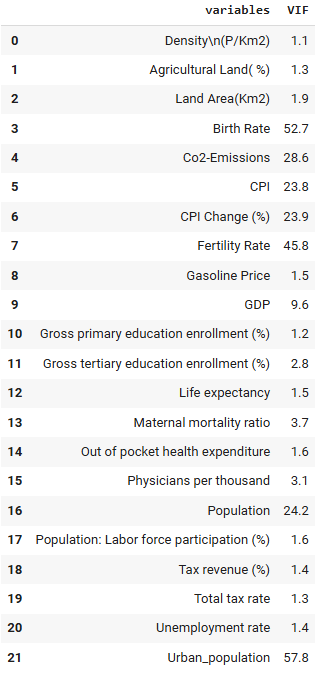 variables VIF
0 Density\n(P/Km2) 1.1
1 Agricultural Land( %) 1.3
2 Land Area(Km2) 1.9
3 Birth Rate 52.7
4 Co2-Emissions 28.6
5 CPI 23.8
6 CPI Change (%) 23.9
7 Fertility Rate 45.8
8 Gasoline Price 1.5
9 GDP 9.6
10 Gross primary education enrollment (%) 1.2
11 Gross tertiary education enrollment (%) 2.8
12 Life expectancy 1.5
13 Maternal mortality ratio 3.7
14 Out of pocket health expenditure 1.6
15 Physicians per thousand 3.1
16 Population 24.2
17 Population: Labor force participation (%) 1.6
18 Tax revenue (%) 1.4
19 Total tax rate 1.3
20 Unemployment rate 1.4
21 Urban_population 57.8